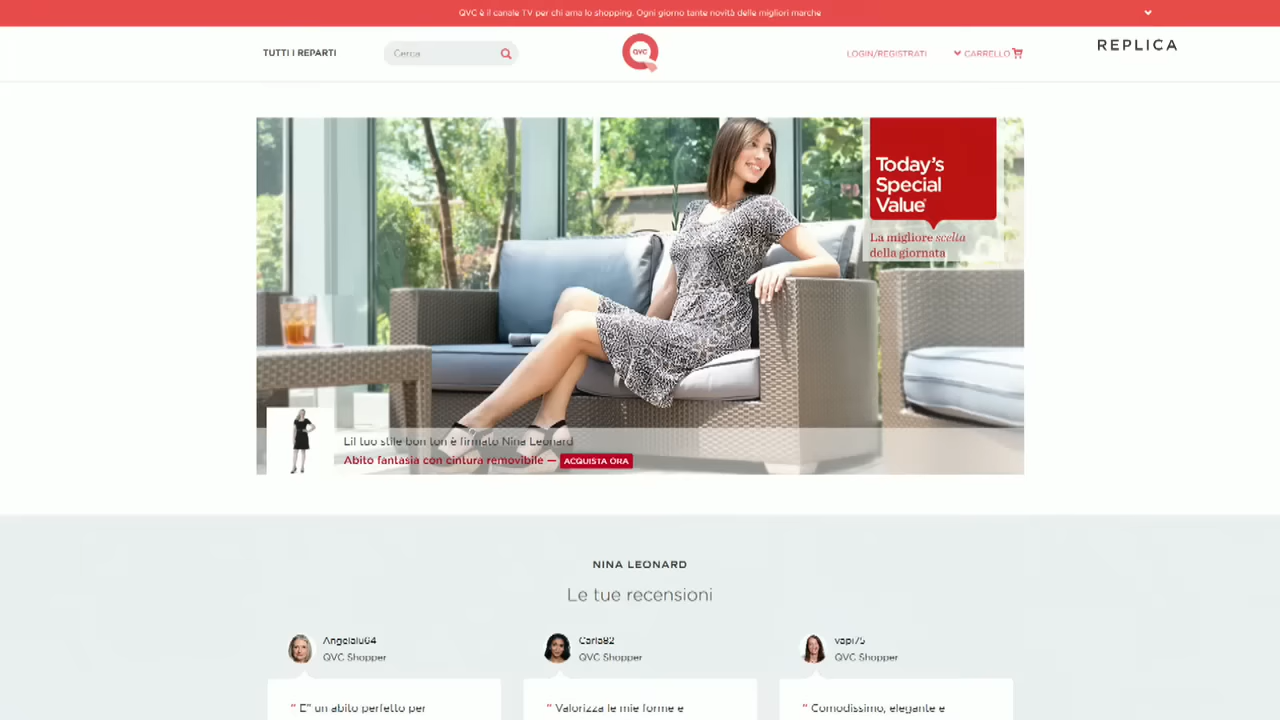 QVC è il canale TV per chi ama lo shopping. Ogni giorno tante novità delle migliori marche
TUTTI I REPARTI
Cerca
QVC
LOGIN/REGISTRATI
CARRELLO
REPLICA
Today's
Special
Value®
La migliore scelta
della giornata
Lil tuo stile bon ton è firmato Nina Leonard
Abito fantasia con cintura removibile — ACQUISTA ORA
NINA LEONARD
Le tue recensioni
Angelalu64
QVC Shopper
Carla82
QVC Shopper
vapi75
QVC Shopper
" E" un abito perfetto per
" Valorizza le mie forme e
" Comodissimo, elegante e